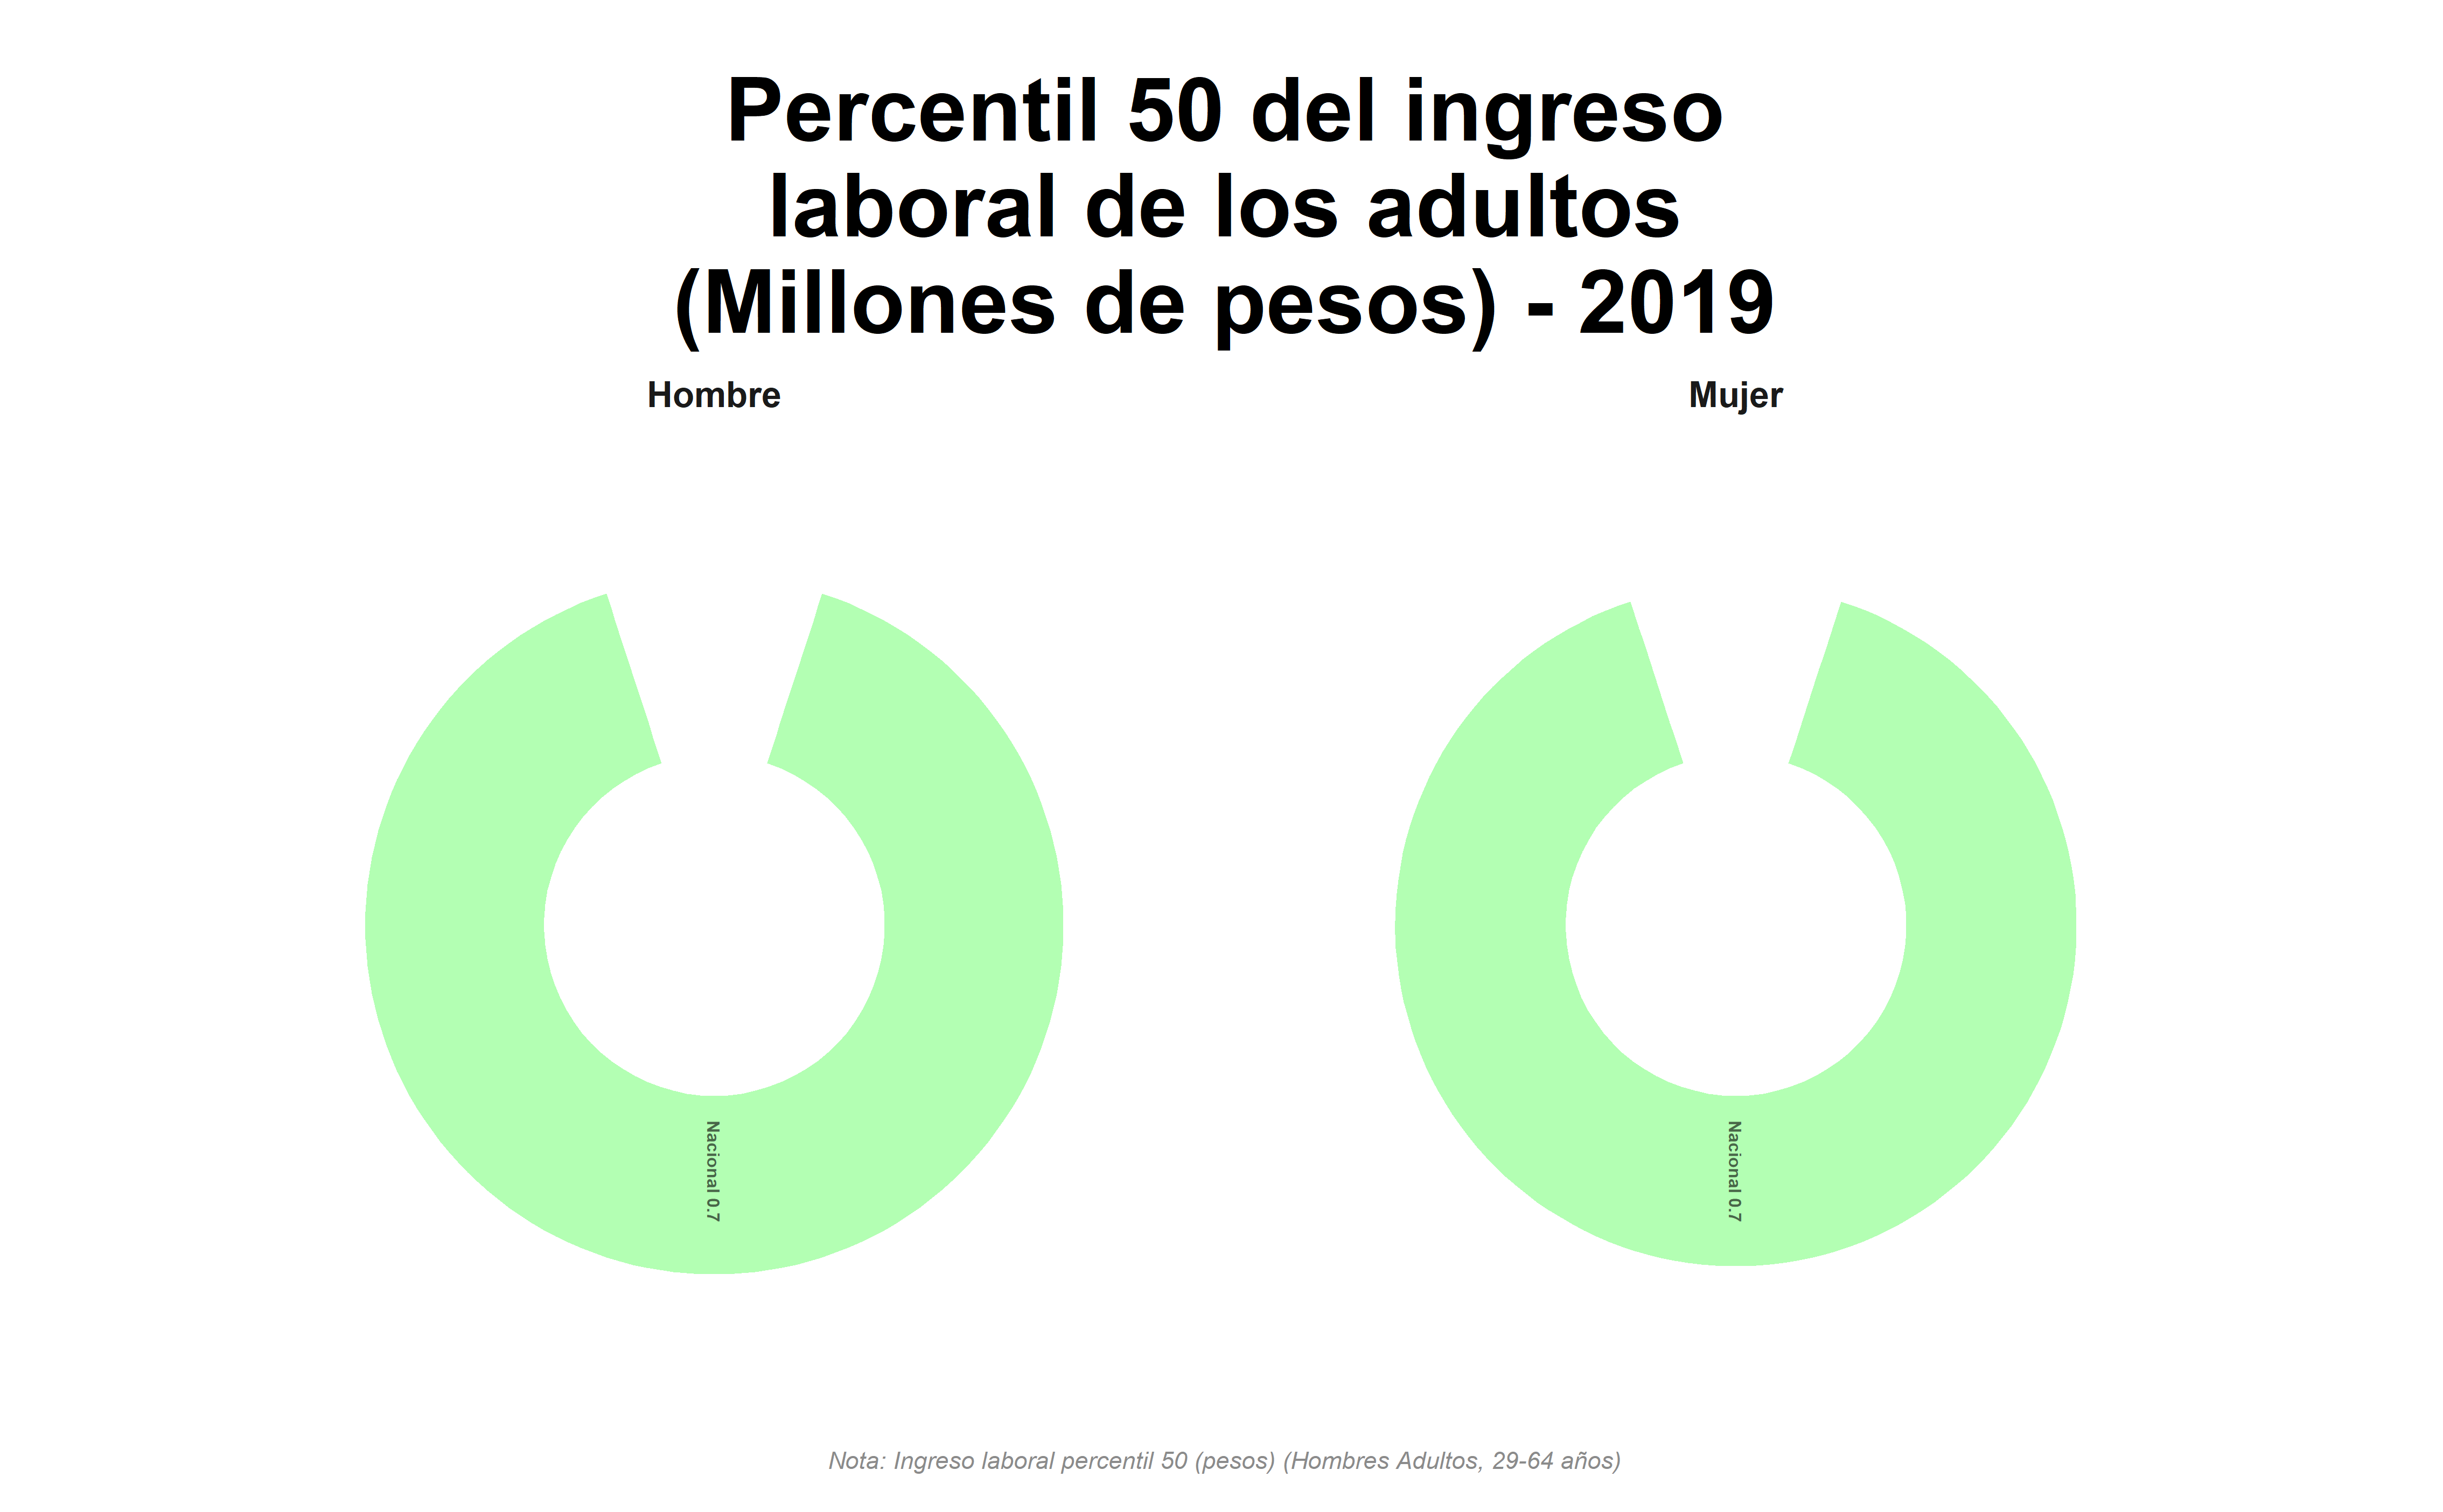 Percentil 50 del ingreso
laboral de los adultos
(Millones de pesos) - 2019
Hombre
Mujer
Nacional 0.7
Nacional 0.7
Nota: Ingreso laboral percentil 50 (pesos) (Hombres Adultos, 29-64 años)